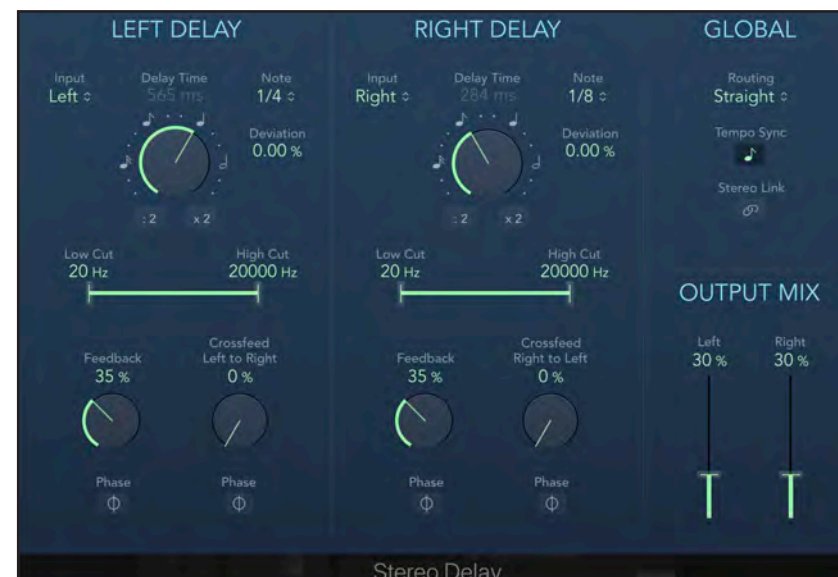 LEFT DELAY
Input
Left
Delay Time
565 ms
Note
1/4
Deviation
0.00 %
: 2
x 2
Low Cut
20 Hz
High Cut
20000 Hz
Feedback
35 %
Crossfeed
Left to Right
0 %
Phase
Phase
RIGHT DELAY
Input
Right
Delay Time
284 ms
Note
1/8
Deviation
0.00 %
: 2
x 2
Low Cut
20 Hz
High Cut
20000 Hz
Feedback
35 %
Crossfeed
Right to Left
0 %
Phase
Phase
GLOBAL
Routing
Straight
Tempo Sync
Stereo Link
OUTPUT MIX
Left
30 %
Right
30 %
Stereo Delay